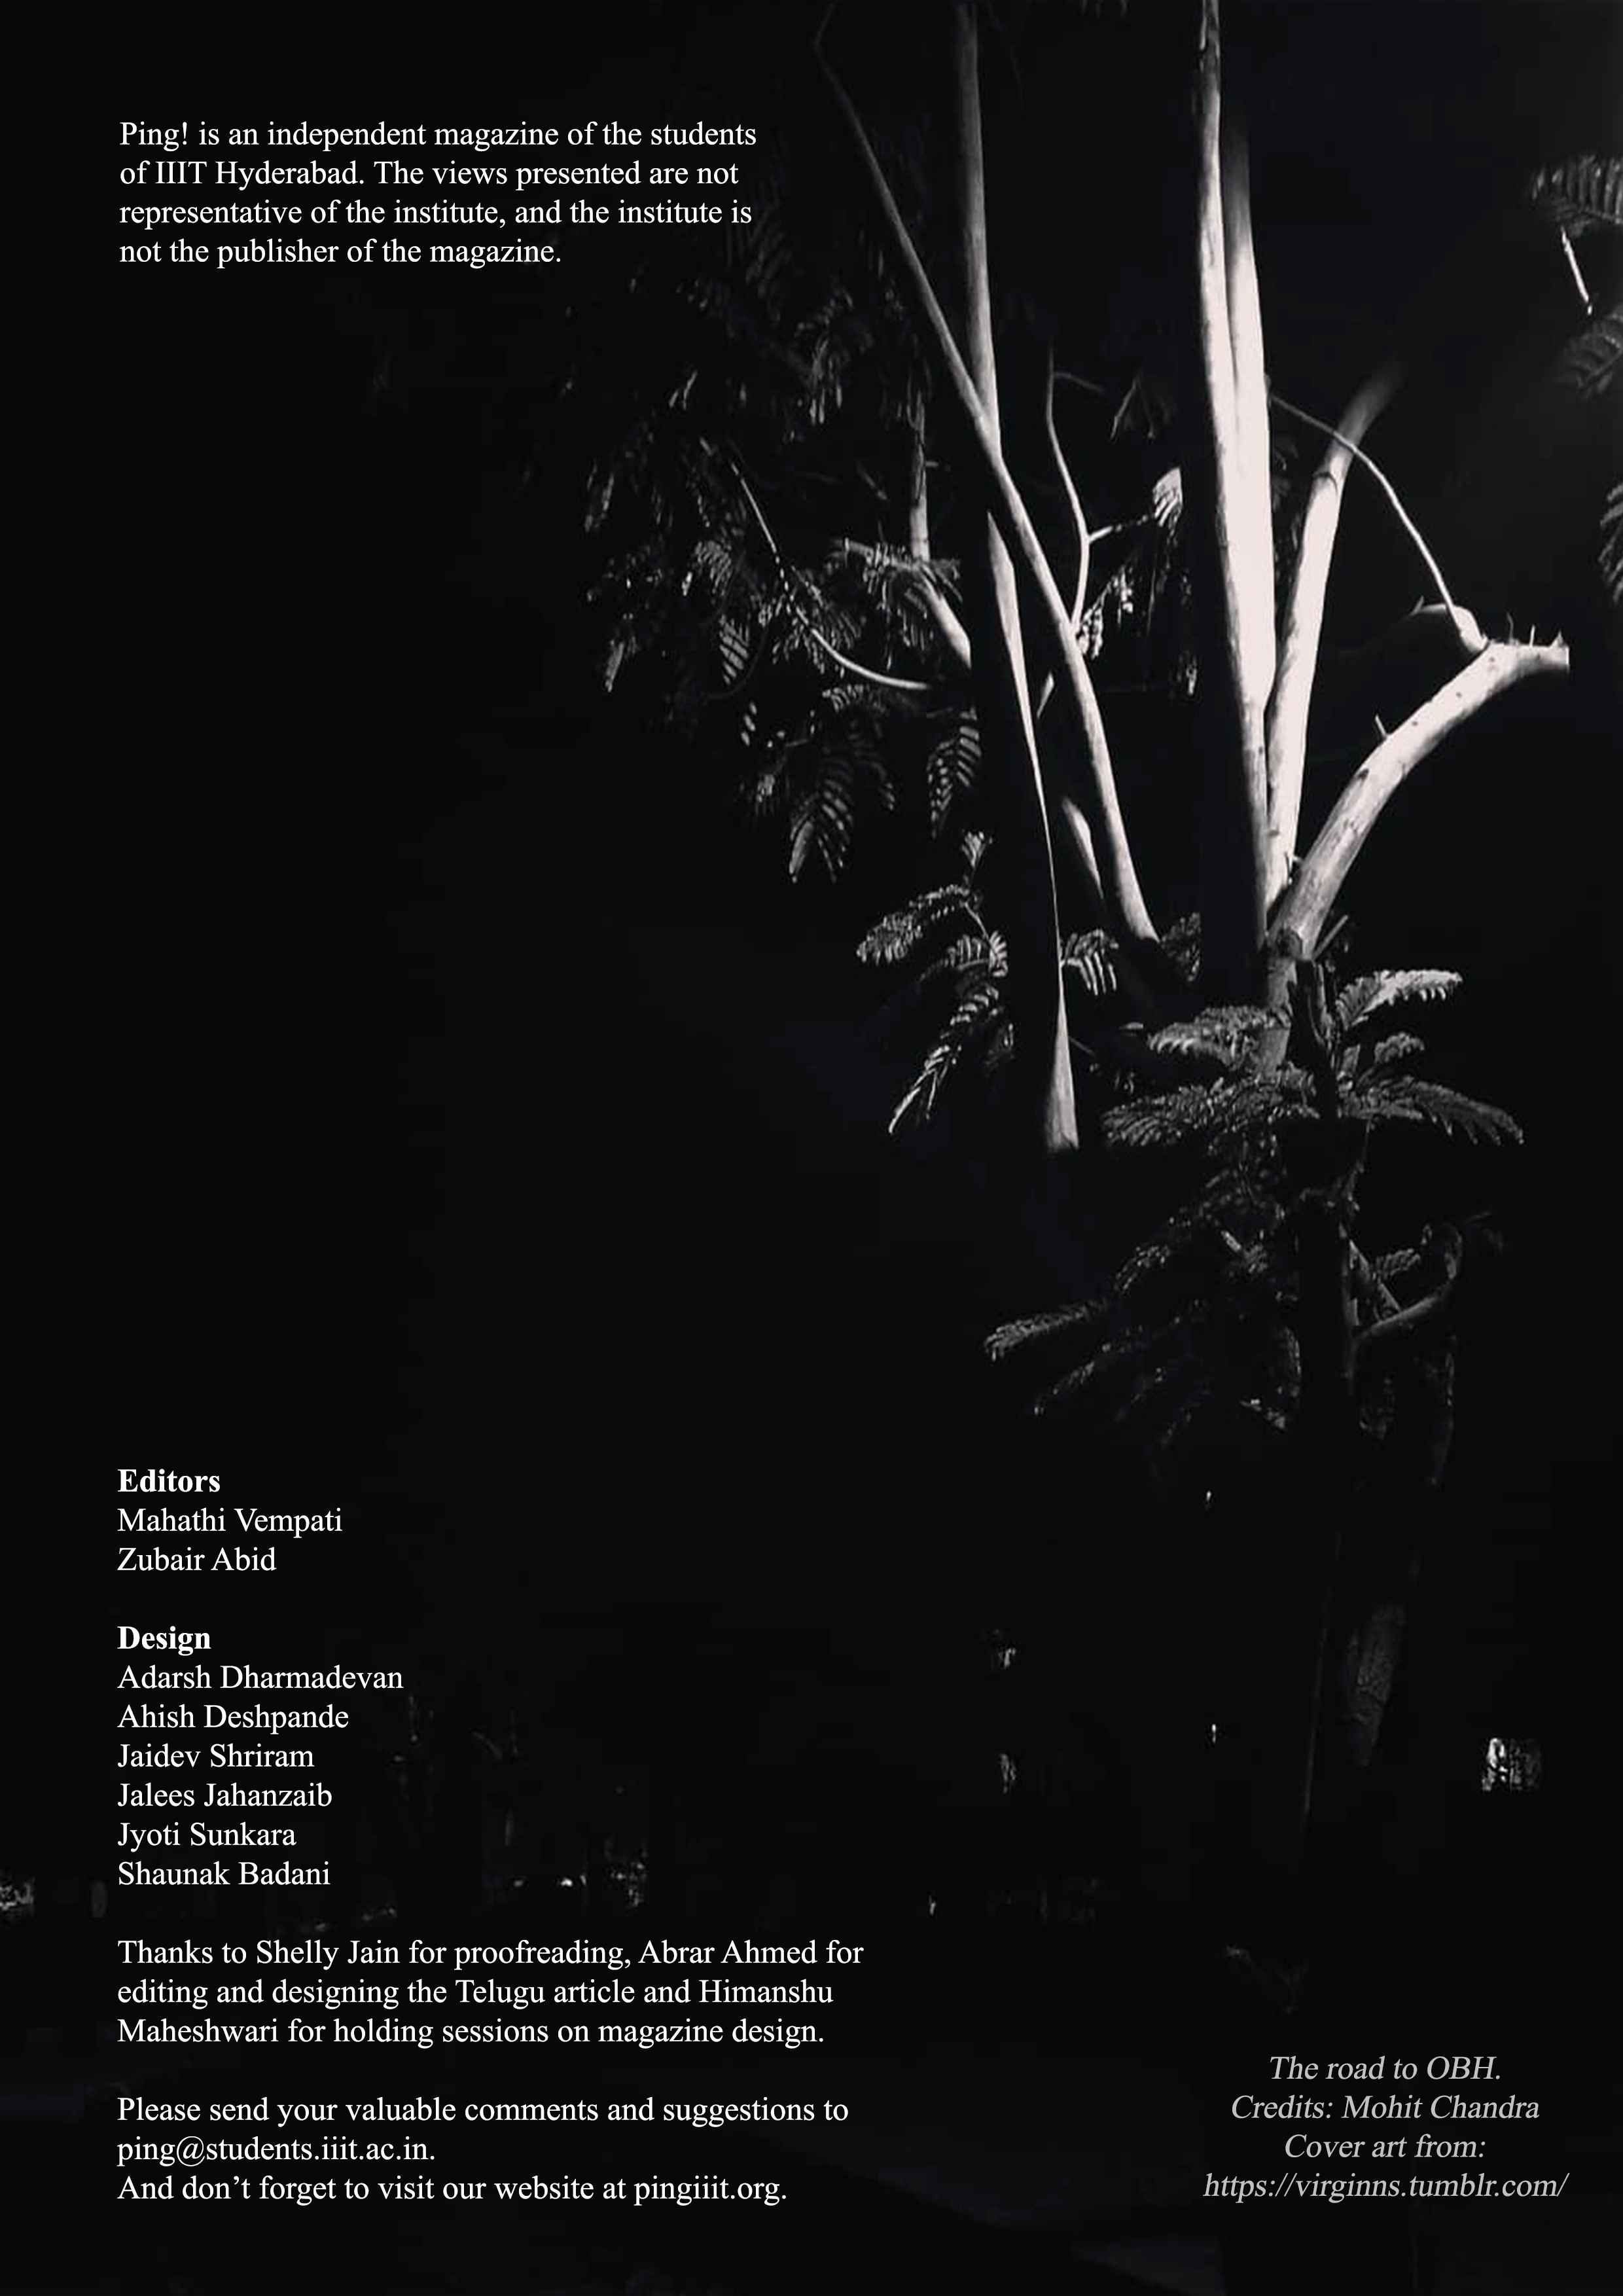 Ping! is an independent magazine of the students
of IIIT Hyderabad. The views presented are not
representative of the institute, and the institute is
not the publisher of the magazine.
Editors
Mahathi Vempati
Zubair Abid
Design
Adarsh Dharmadevan
Ahish Deshpande
Jaidev Shriram
Jalees Jahanzaib
Jyoti Sunkara
Shaunak Badani
Thanks to Shelly Jain for proofreading, Abrar Ahmed for
editing and designing the Telugu article and Himanshu
Maheshwari for holding sessions on magazine design.
Please send your valuable comments and suggestions to
ping@students.iiit.ac.in.
And don’t forget to visit our website at pingiiit.org.
The road to OBH.
Credits: Mohit Chandra
Cover art from:
https://virginns.tumblr.com/